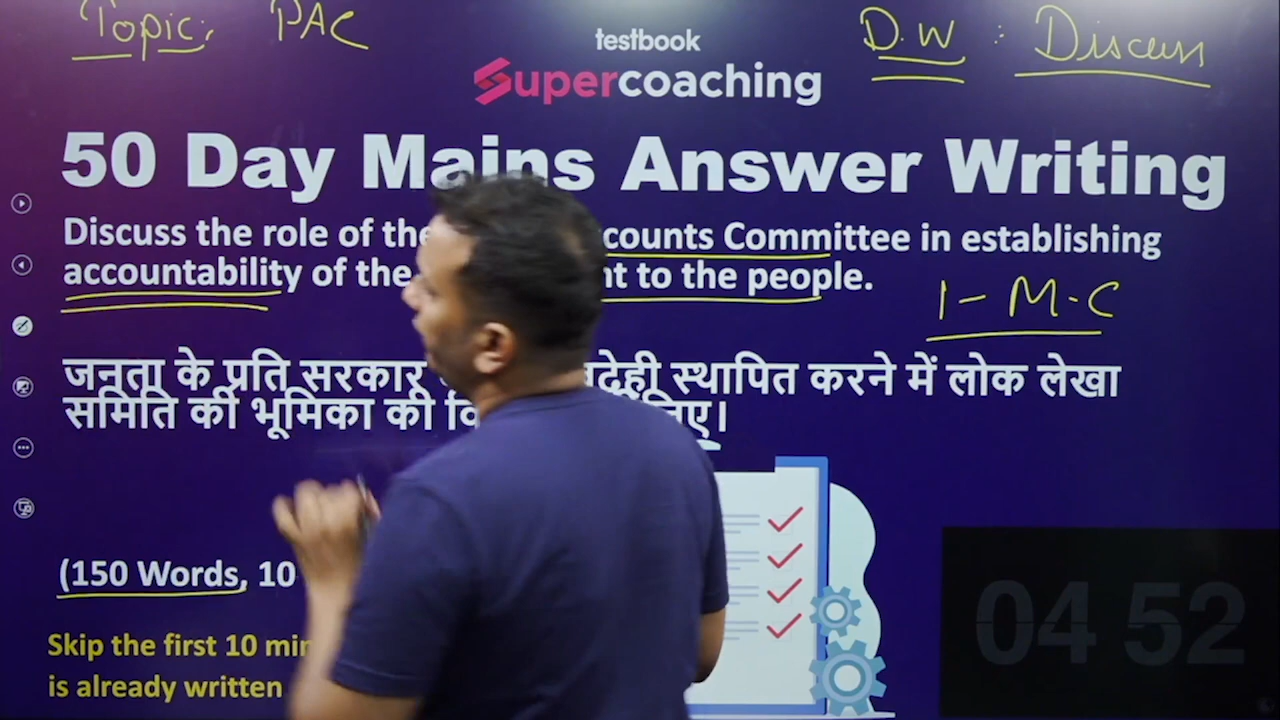 Topic: PAC
D.W : Discuss
testbook
Supercoaching
50 Day Mains Answer Writing
Discuss the role of the counts Committee in establishing
accountability of the nt to the people.
1- M.C
जनता के प्रति सरकार देही स्थापित करने में लोक लेखा
समिति की भूमिका की वि जिए।
(150 Words, 10
Skip the first 10 min
is already written
04 52